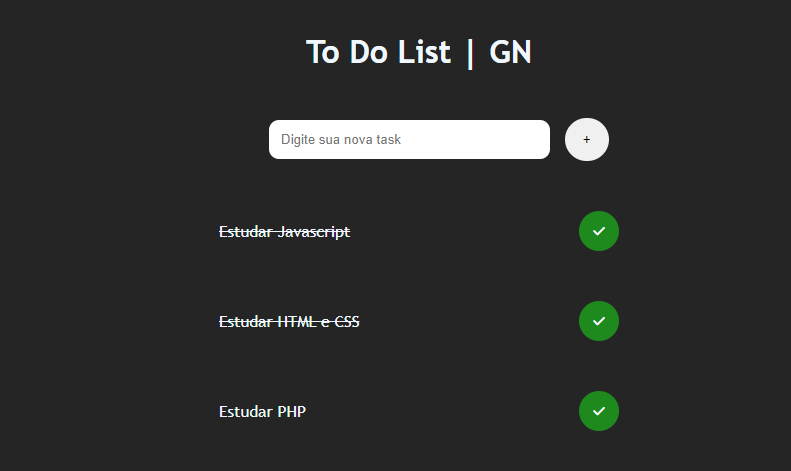 To Do List | GN
Digite sua nova task
+
Estudar Javascript
Estudar HTML e CSS
Estudar PHP